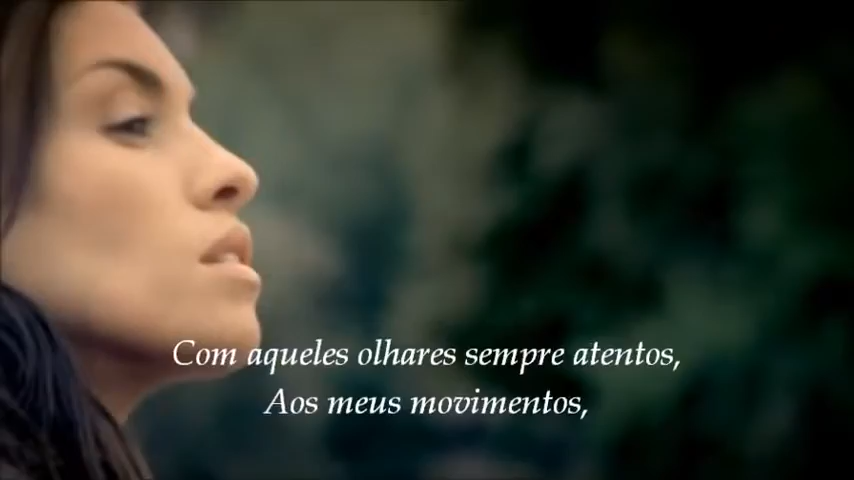 Com aqueles olhares sempre atentos,
Aos meus movimentos,